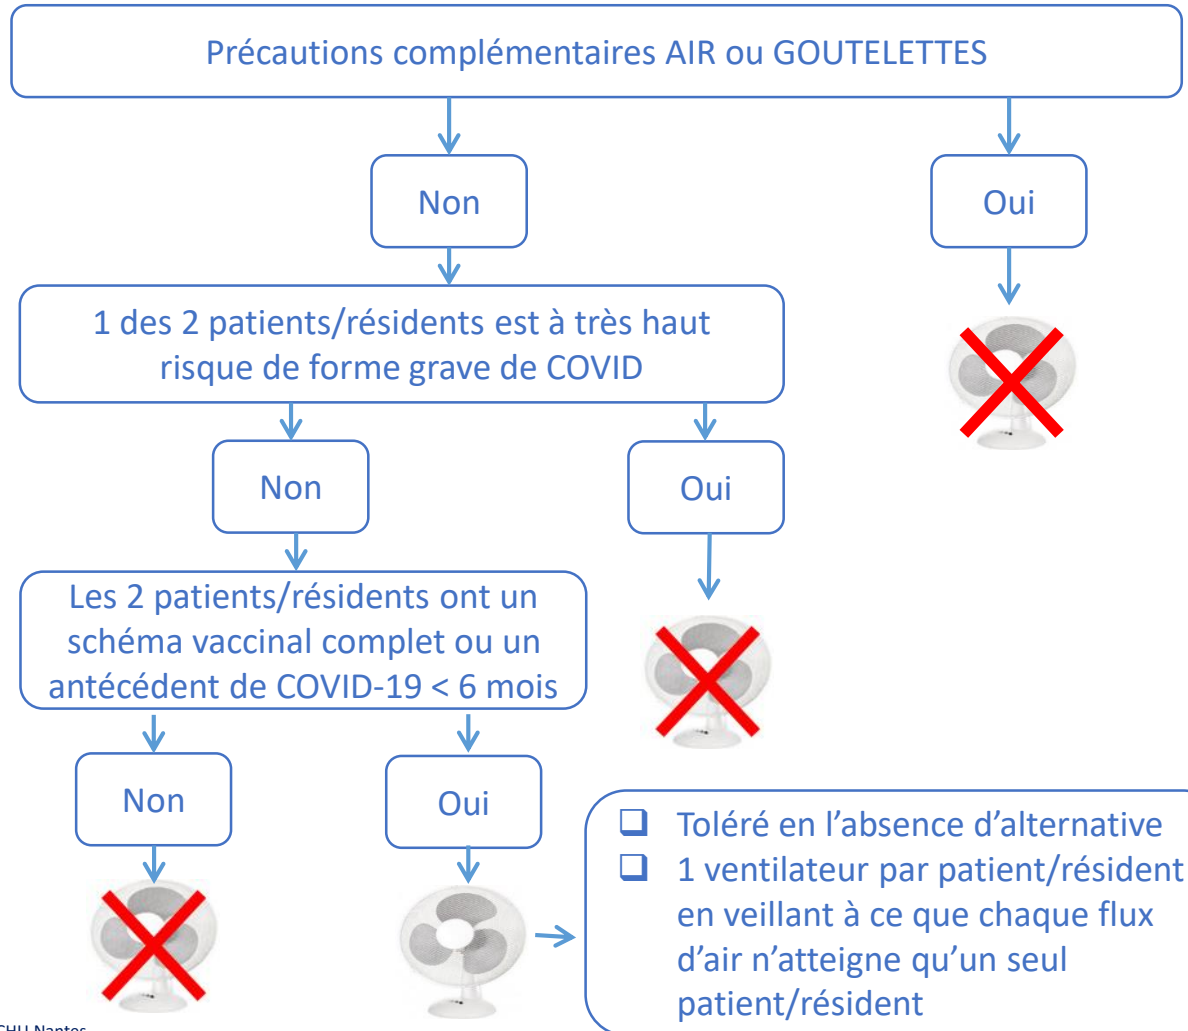 Précautions complémentaires AIR ou GOUTELETTES
Non
Oui
1 des 2 patients/résidents est à très haut
risque de forme grave de COVID
Non
Oui
Les 2 patients/résidents ont un
schéma vaccinal complet ou un
antécédent de COVID-19 < 6 mois
Non
Oui
Toléré en l’absence d’alternative
1 ventilateur par patient/résident
en veillant à ce que chaque flux
d’air n’atteigne qu’un seul
patient/résident
CHU Nantes